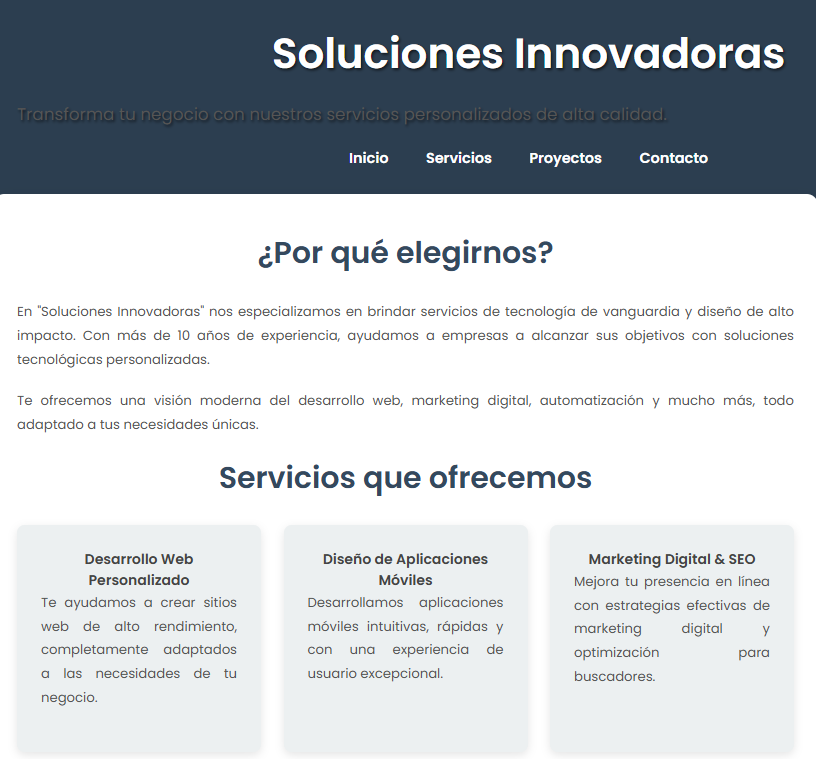 Soluciones Innovadoras
Transforma tu negocio con nuestros servicios personalizados de alta calidad.
Inicio Servicios Proyectos Contacto
¿Por qué elegirnos?
En "Soluciones Innovadoras" nos especializamos en brindar servicios de tecnología de vanguardia y diseño de alto
impacto. Con más de 10 años de experiencia, ayudamos a empresas a alcanzar sus objetivos con soluciones
tecnológicas personalizadas.
Te ofrecemos una visión moderna del desarrollo web, marketing digital, automatización y mucho más, todo
adaptado a tus necesidades únicas.
Servicios que ofrecemos
Desarrollo Web
Personalizado
Te ayudamos a crear sitios
web de alto rendimiento,
completamente adaptados
a las necesidades de tu
negocio.
Diseño de Aplicaciones
Móviles
Desarrollamos aplicaciones
móviles intuitivas, rápidas y
con una experiencia de
usuario excepcional.
Marketing Digital & SEO
Mejora tu presencia en línea
con estrategias efectivas de
marketing digital y
optimización para
buscadores.